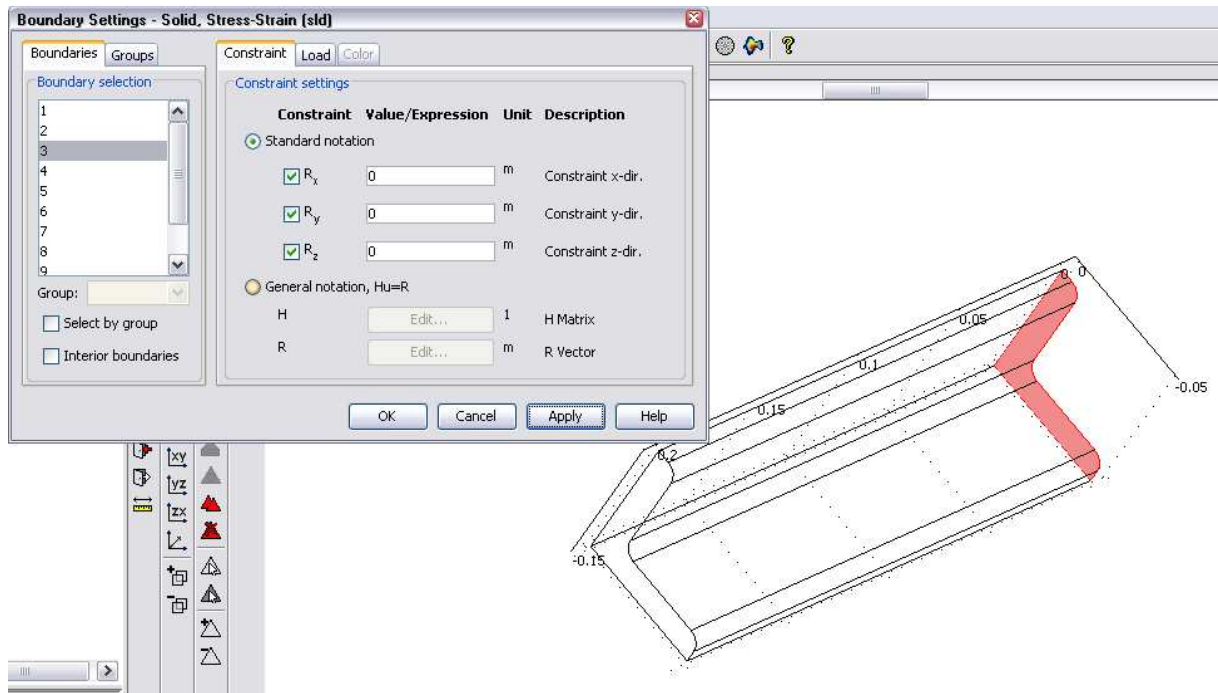 Boundary Settings - Solid, Stress-Strain (sld)
Boundaries Groups
Boundary selection
1
2
3
4
5
6
7
8
9
Group:
Select by group
Interior boundaries
Constraint Load Color
Constraint settings
Constraint Value/Expression Unit Description
Standard notation
Rx 0 m Constraint x-dir.
Ry 0 m Constraint y-dir.
Rz 0 m Constraint z-dir.
General notation, Hu=R
H Edit... 1 H Matrix
R Edit... m R Vector
OK Cancel Apply Help
?
xy
yz
zx
0 0
0.05
-0.05
0.1
0.15
0.2
-0.15